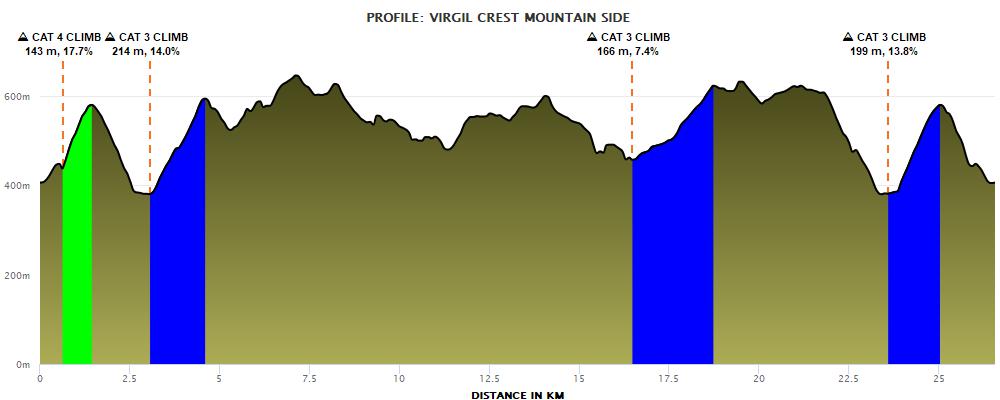 PROFILE: VIRGIL CREST MOUNTAIN SIDE
CAT 4 CLIMB
143 m, 17.7%
CAT 3 CLIMB
214 m, 14.0%
CAT 3 CLIMB
166 m, 7.4%
CAT 3 CLIMB
199 m, 13.8%
600m
400m
200m
0m
0 2.5 5 7.5 10 12.5 15 17.5 20 22.5 25
DISTANCE IN KM